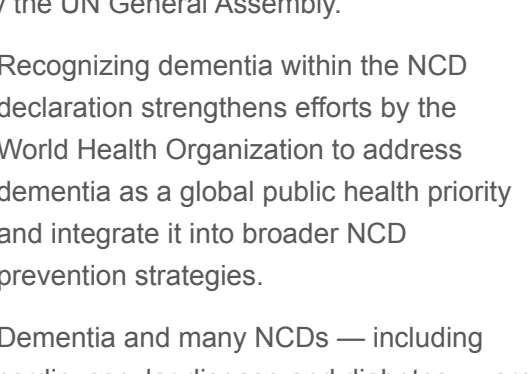 the UN General Assembly.
Recognizing dementia within the NCD
declaration strengthens efforts by the
World Health Organization to address
dementia as a global public health priority
and integrate it into broader NCD
prevention strategies.
Dementia and many NCDs — including